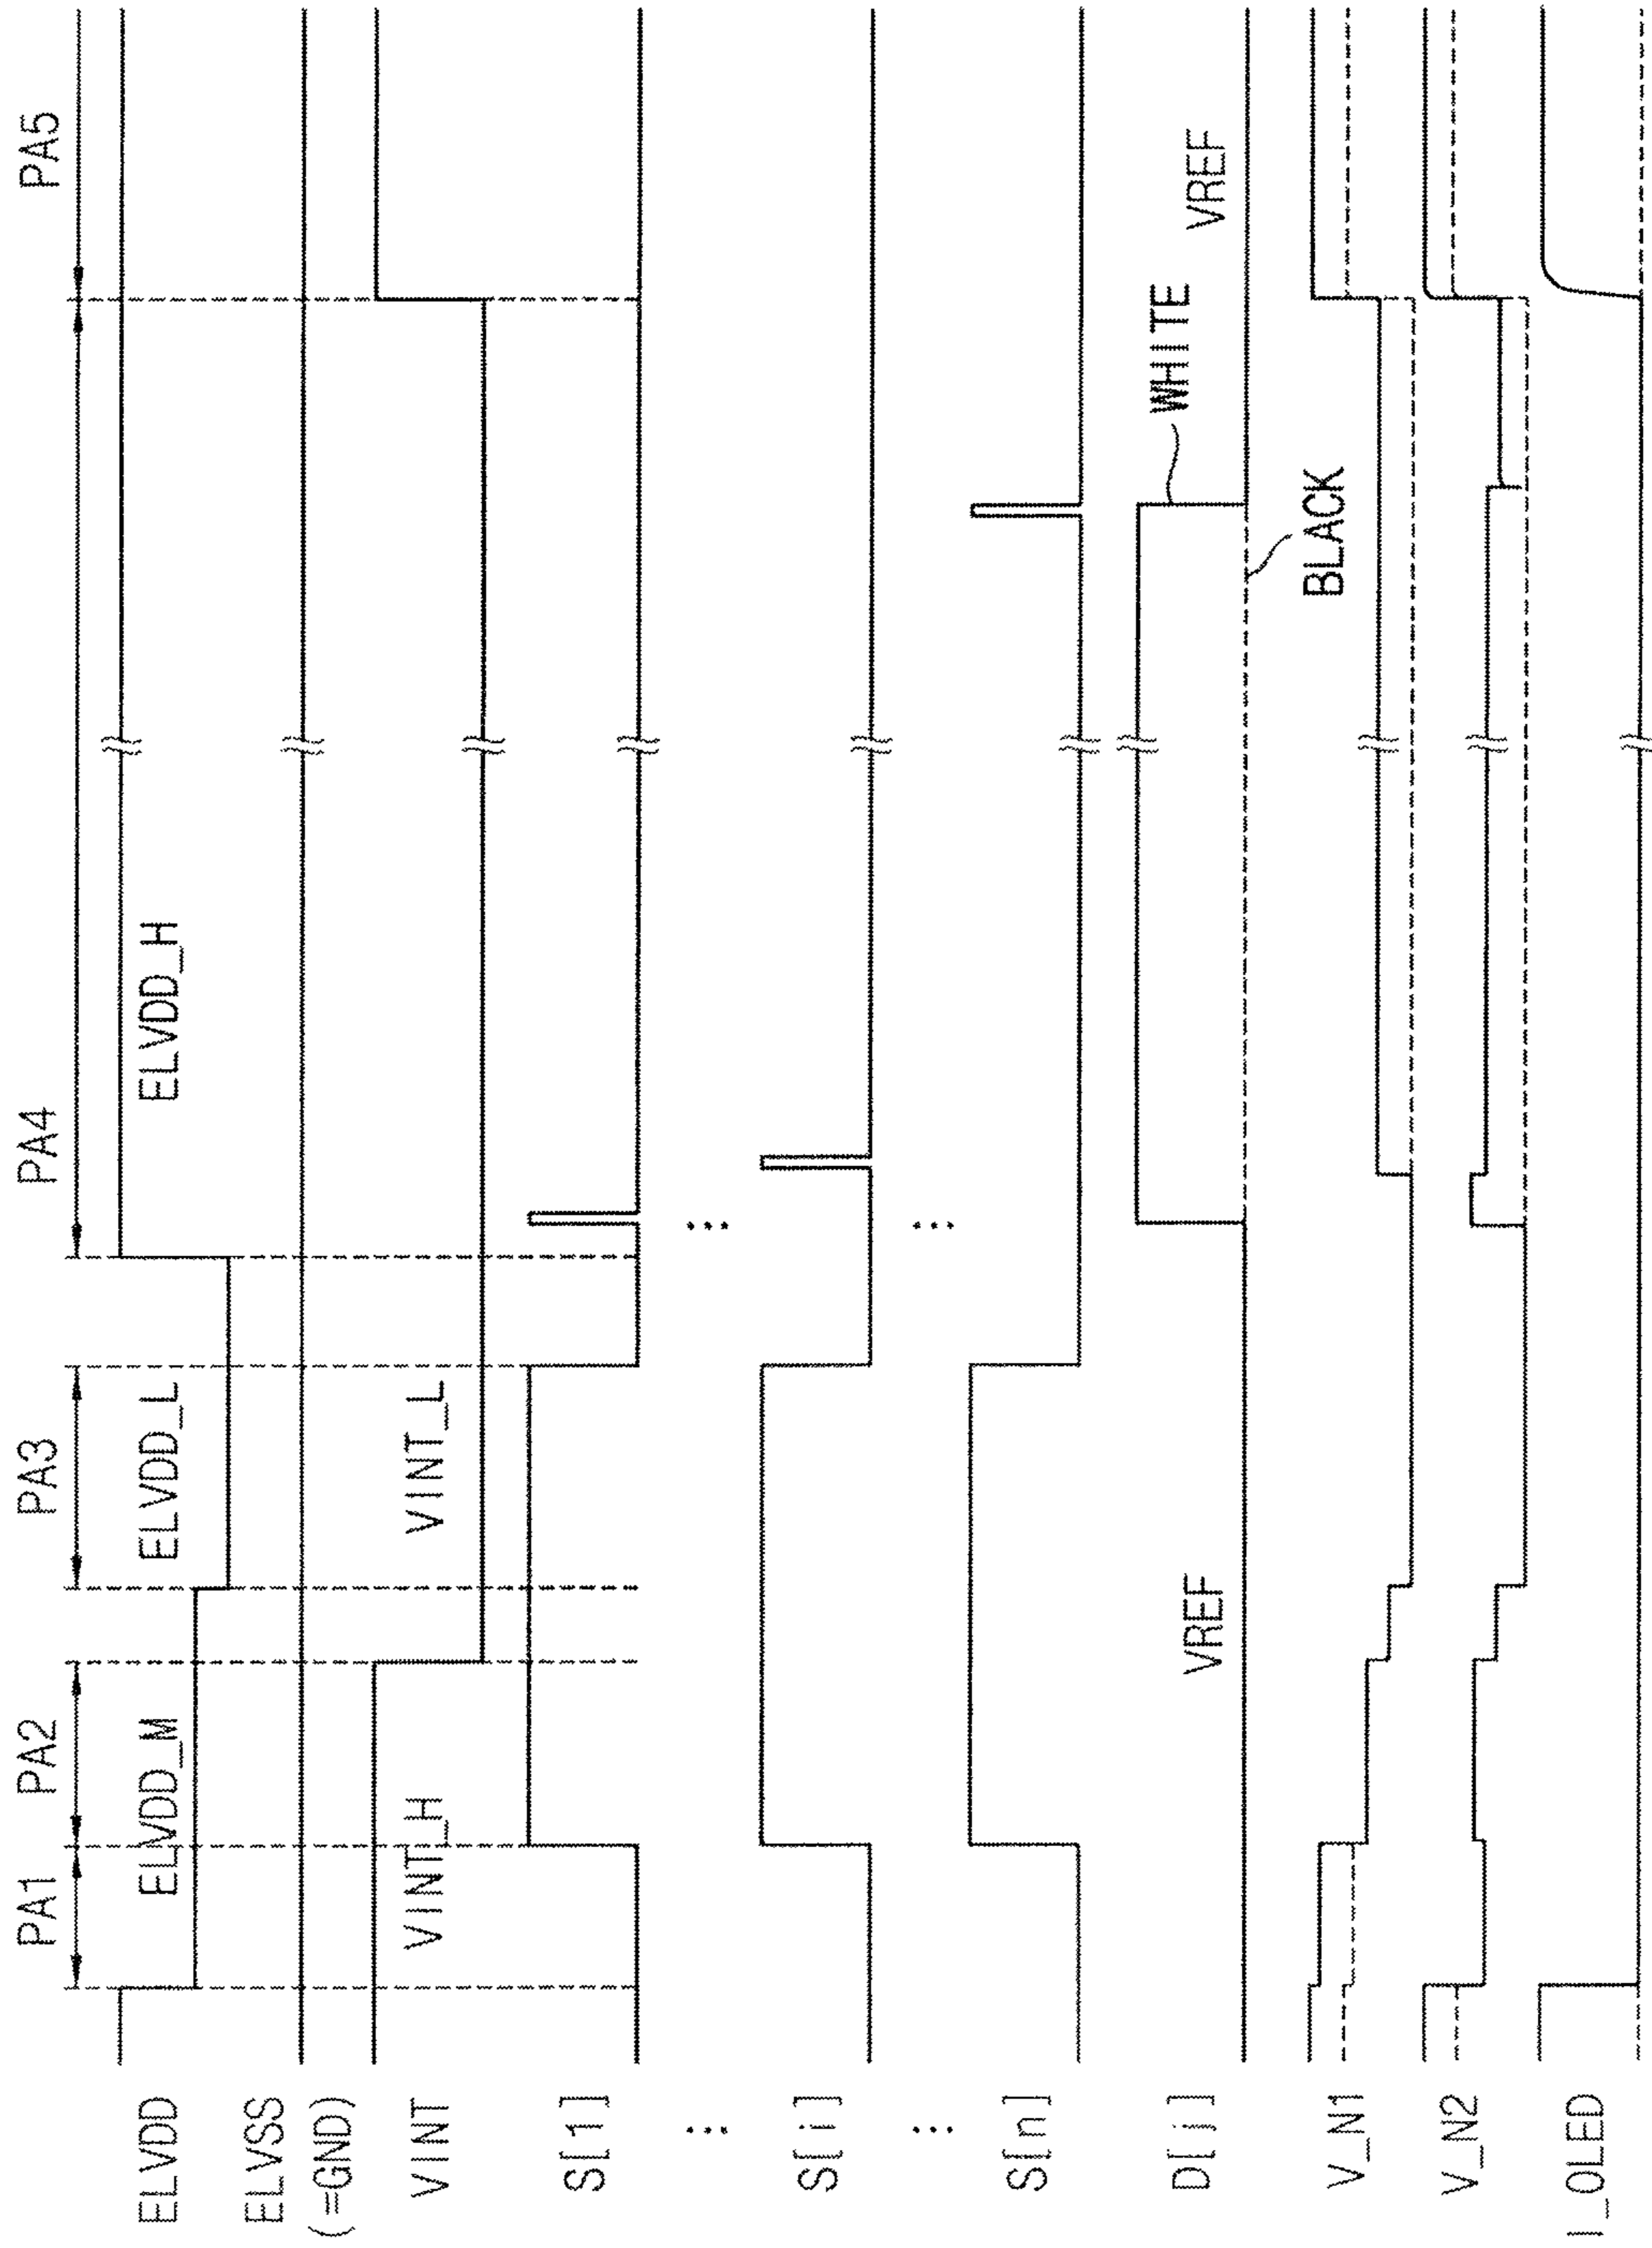 PA1 PA2 PA3 PA4 PA5
ELVDD ELVDD_M ELVDD_L ELVDD_H
ELVSS
(=GND)
VINT VINT_H VINT_L
S[1]
⋮ ⋮
S[i]
⋮ ⋮
S[n]
WHITE
D[j] VREF VREF
BLACK
V_N1
V_N2
I_OLED